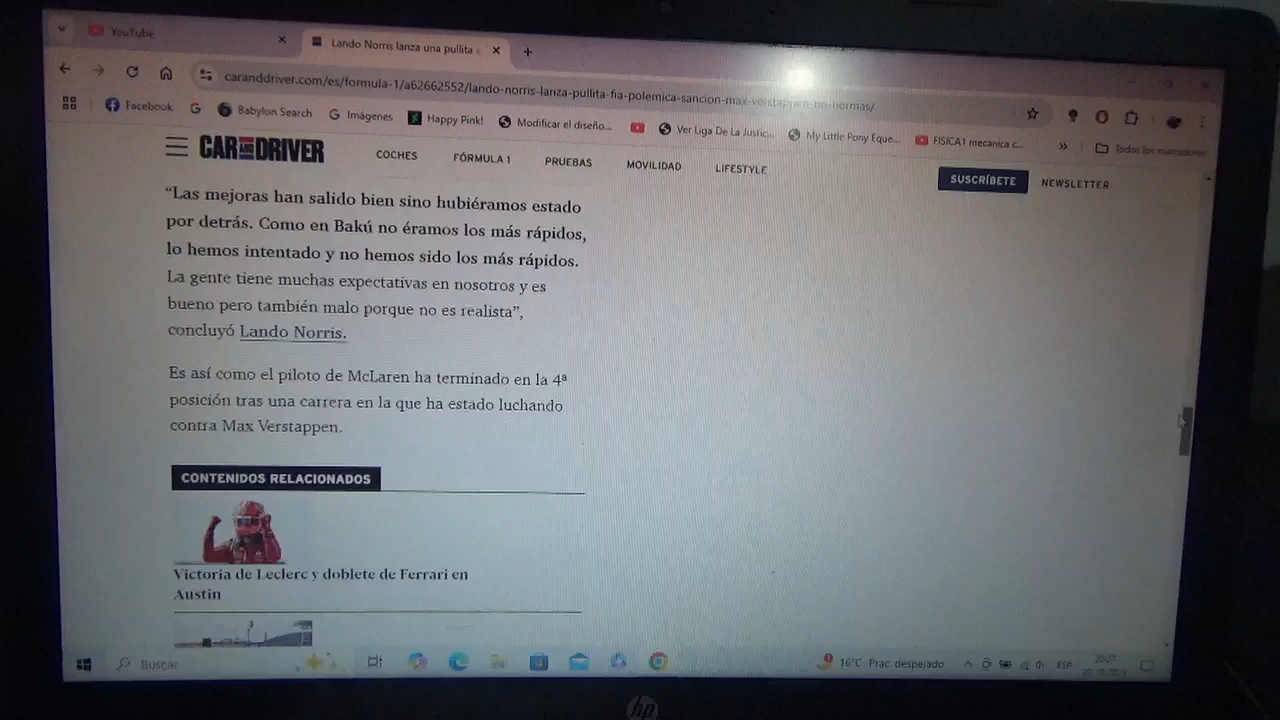 YouTube
Lando Norris lanza una pullita
caranddriver.com/es/formula-1/a62662552/lando-norris-lanza-pullita-fia-polemica-sancion-max-verstappen-no-normas/
Facebook
Babylon Search
Imágenes
Happy Pink!
Modificar el diseño...
Ver Liga De La Justic...
My Little Pony Eque...
FISICA1 mecanica c...
Todos los marcadores
CAR AND DRIVER
COCHES
FÓRMULA 1
PRUEBAS
MOVILIDAD
LIFESTYLE
SUSCRÍBETE
NEWSLETTER
“Las mejoras han salido bien sino hubiéramos estado
por detrás. Como en Bakú no éramos los más rápidos,
lo hemos intentado y no hemos sido los más rápidos.
La gente tiene muchas expectativas en nosotros y es
bueno pero también malo porque no es realista”,
concluyó Lando Norris.
Es así como el piloto de McLaren ha terminado en la 4ª
posición tras una carrera en la que ha estado luchando
contra Max Verstappen.
CONTENIDOS RELACIONADOS
Victoria de Leclerc y doblete de Ferrari en
Austin
Buscar
16°C Prac. despejado
ESP
hp